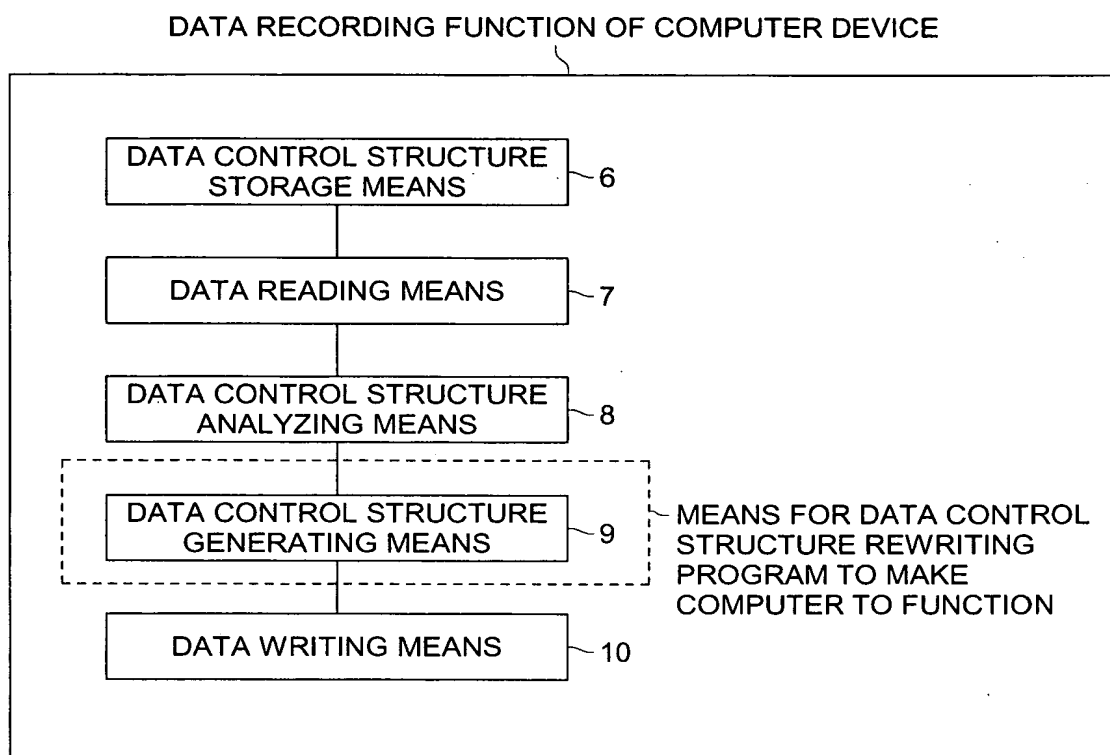 DATA RECORDING FUNCTION OF COMPUTER DEVICE
DATA CONTROL STRUCTURE
STORAGE MEANS
6
DATA READING MEANS
7
DATA CONTROL STRUCTURE
ANALYZING MEANS
8
DATA CONTROL STRUCTURE
GENERATING MEANS
9
MEANS FOR DATA CONTROL
STRUCTURE REWRITING
PROGRAM TO MAKE
COMPUTER TO FUNCTION
DATA WRITING MEANS
10